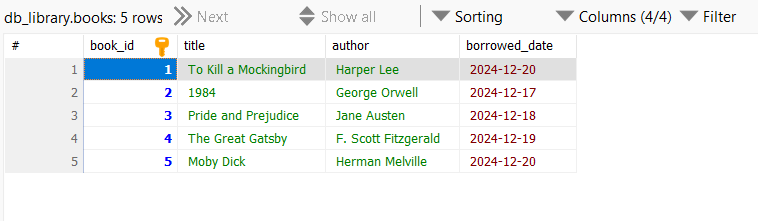 db_library.books: 5 rows Next Show all Sorting Columns (4/4) Filter
# book_id title author borrowed_date
1 1 To Kill a Mockingbird Harper Lee 2024-12-20
2 2 1984 George Orwell 2024-12-17
3 3 Pride and Prejudice Jane Austen 2024-12-18
4 4 The Great Gatsby F. Scott Fitzgerald 2024-12-19
5 5 Moby Dick Herman Melville 2024-12-20